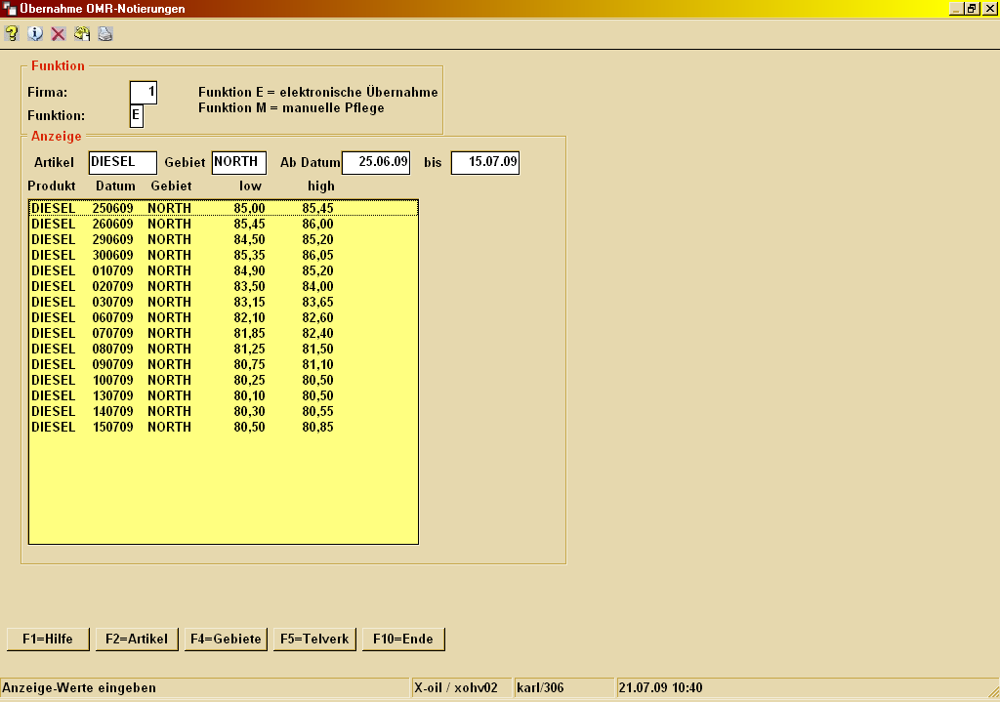 Übernahme OMR-Notierungen
Funktion
Firma: 1 Funktion E = elektronische Übernahme
Funktion M = manuelle Pflege
Funktion: E
Anzeige
Artikel DIESEL Gebiet NORTH Ab Datum 25.06.09 bis 15.07.09
Produkt Datum Gebiet low high
DIESEL 250609 NORTH 85,00 85,45
DIESEL 260609 NORTH 85,45 86,00
DIESEL 290609 NORTH 84,50 85,20
DIESEL 300609 NORTH 85,35 86,05
DIESEL 010709 NORTH 84,90 85,20
DIESEL 020709 NORTH 83,50 84,00
DIESEL 030709 NORTH 83,15 83,65
DIESEL 060709 NORTH 82,10 82,60
DIESEL 070709 NORTH 81,85 82,40
DIESEL 080709 NORTH 81,25 81,50
DIESEL 090709 NORTH 80,75 81,10
DIESEL 100709 NORTH 80,25 80,50
DIESEL 130709 NORTH 80,10 80,50
DIESEL 140709 NORTH 80,30 80,55
DIESEL 150709 NORTH 80,50 80,85
F1=Hilfe F2=Artikel F4=Gebiete F5=Telverk F10=Ende
Anzeige-Werte eingeben X-oil / xohv02 karl/306 21.07.09 10:40